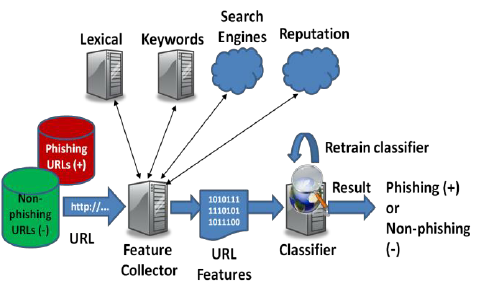 Lexical
Keywords
Search
Engines
Reputation
Phishing
URLs (+)
Non-
phishing
URLs (-)
http://...
URL
Feature
Collector
1010111
1110101
1011100
URL
Features
Retrain classifier
Classifier
Result
Phishing (+)
or
Non-phishing
(-)